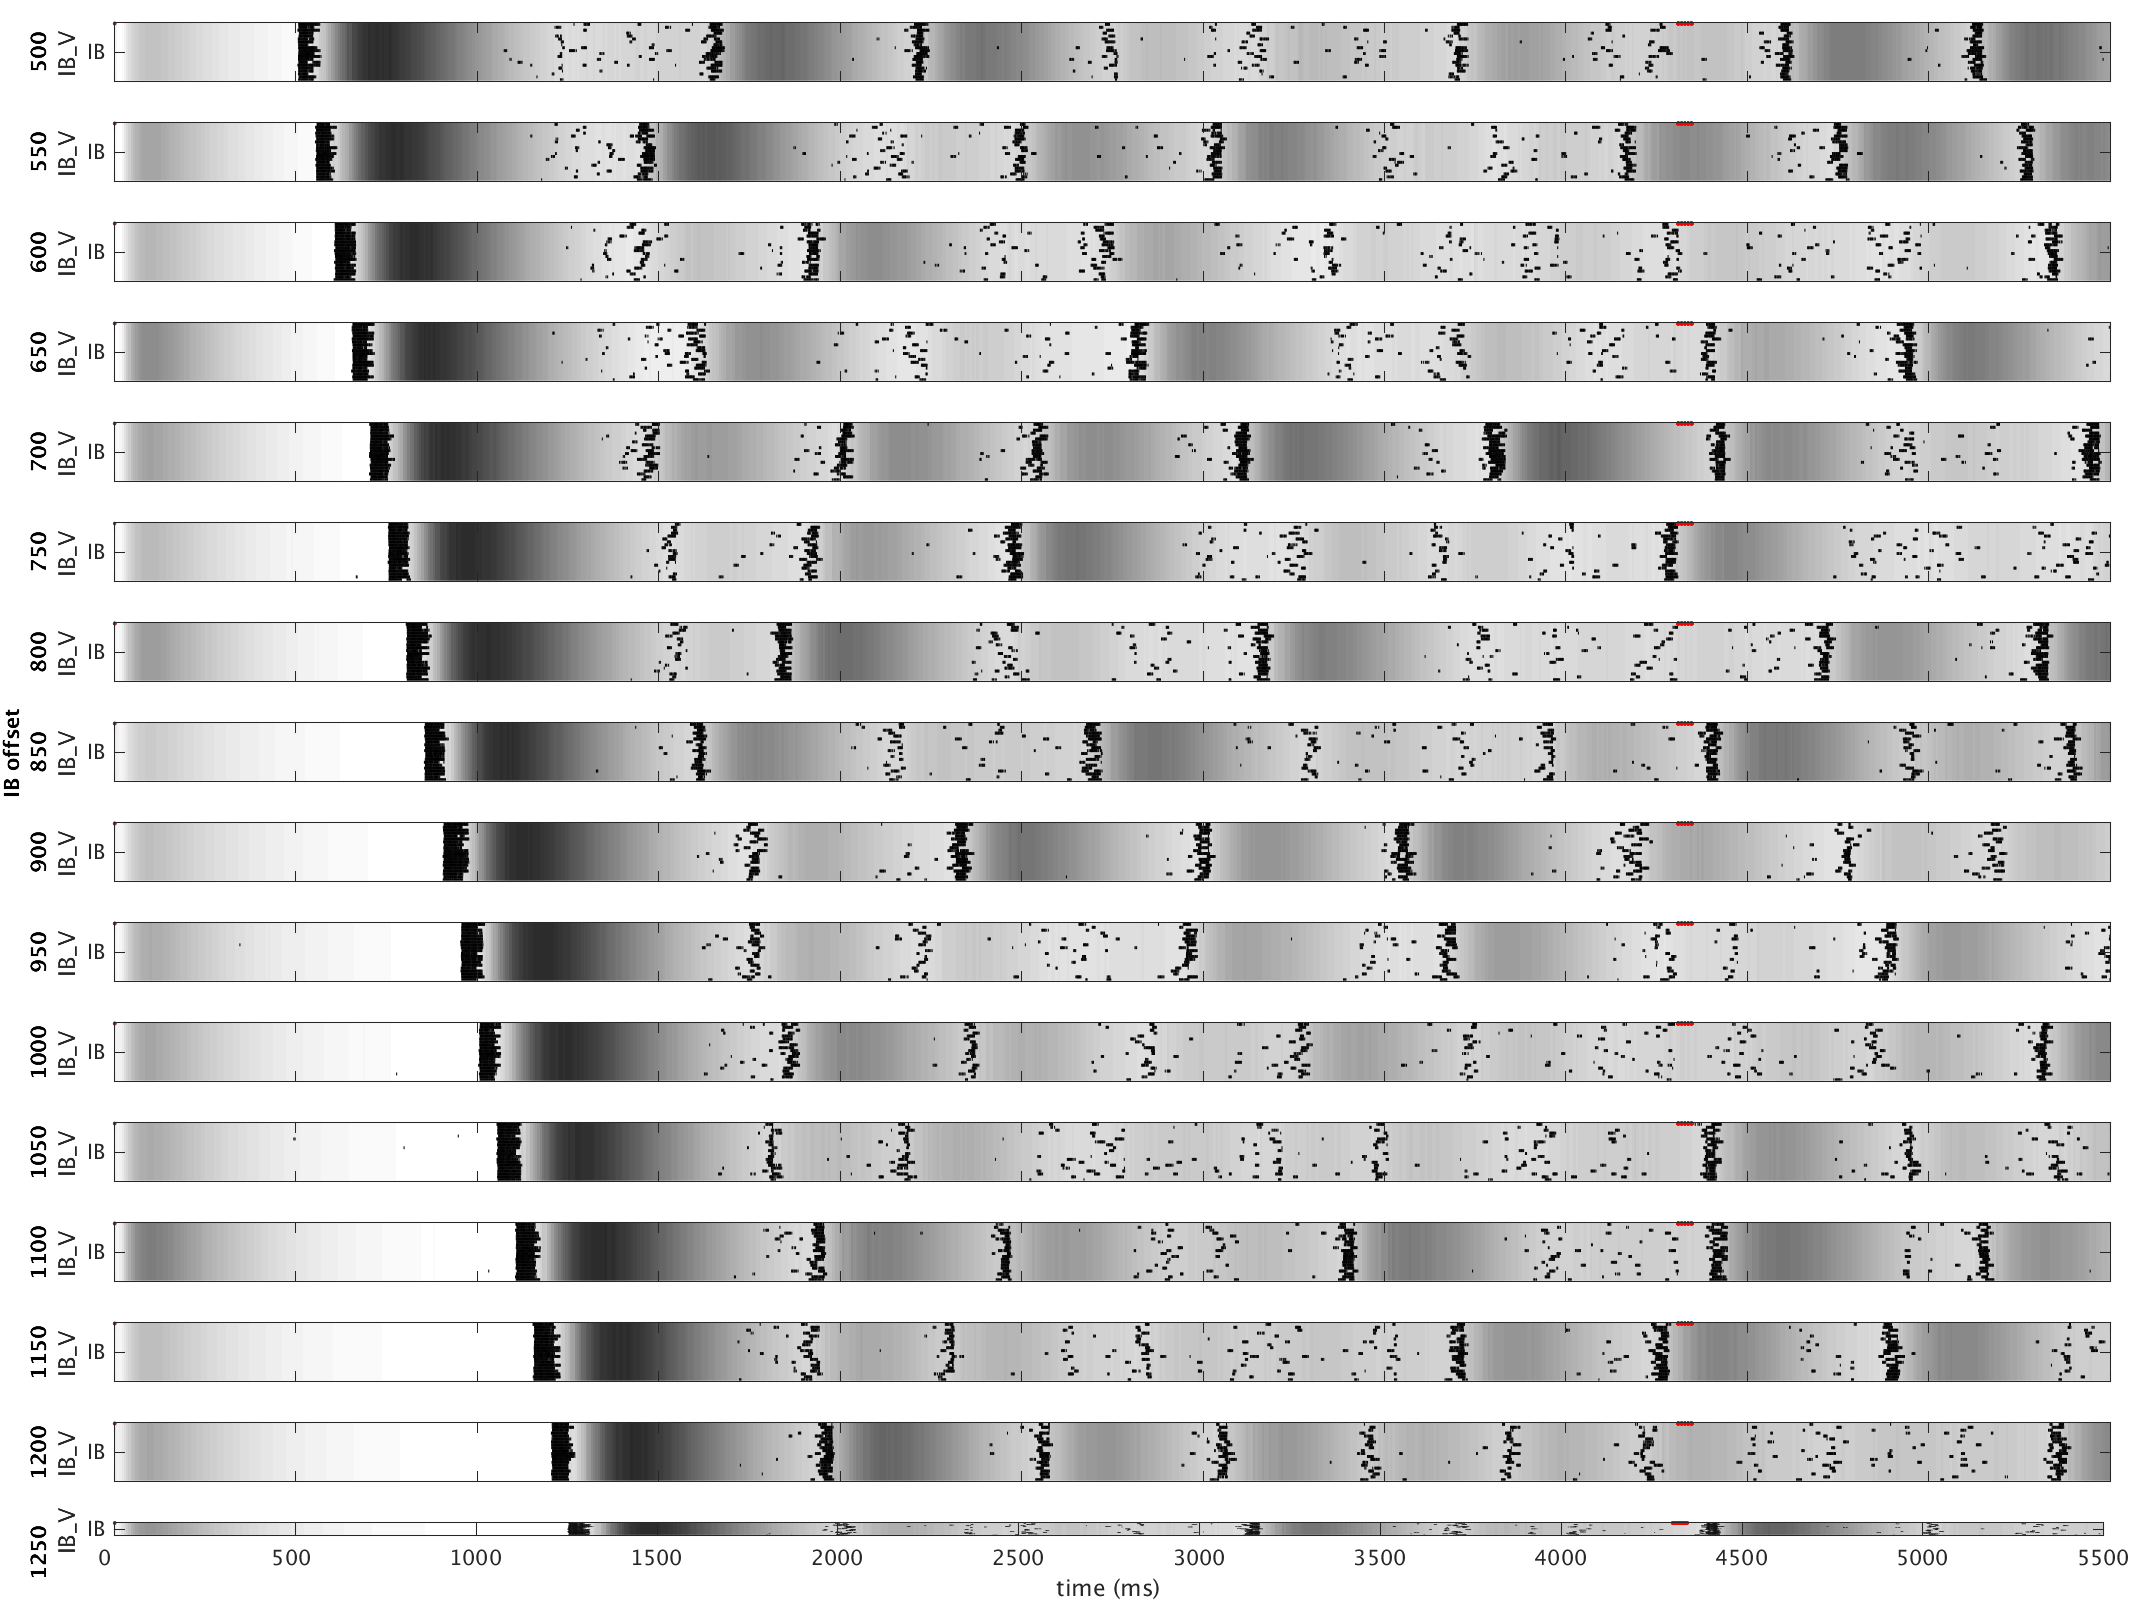 IB offset
500 IB_V IB
550 IB_V IB
600 IB_V IB
650 IB_V IB
700 IB_V IB
750 IB_V IB
800 IB_V IB
850 IB_V IB
900 IB_V IB
950 IB_V IB
1000 IB_V IB
1050 IB_V IB
1100 IB_V IB
1150 IB_V IB
1200 IB_V IB
1250 IB_V IB
0 500 1000 1500 2000 2500 3000 3500 4000 4500 5000 5500
time (ms)